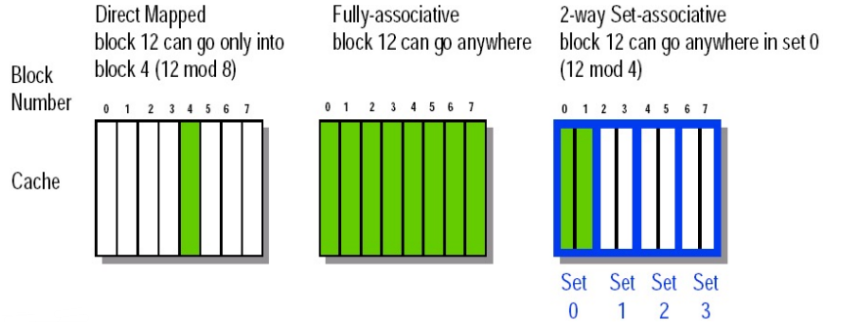 Direct Mapped
block 12 can go only into
block 4 (12 mod 8)
Fully-associative
block 12 can go anywhere
2-way Set-associative
block 12 can go anywhere in set 0
(12 mod 4)
Block
Number
0 1 2 3 4 5 6 7
0 1 2 3 4 5 6 7
0 1 2 3 4 5 6 7
Cache
Set Set Set Set
0 1 2 3